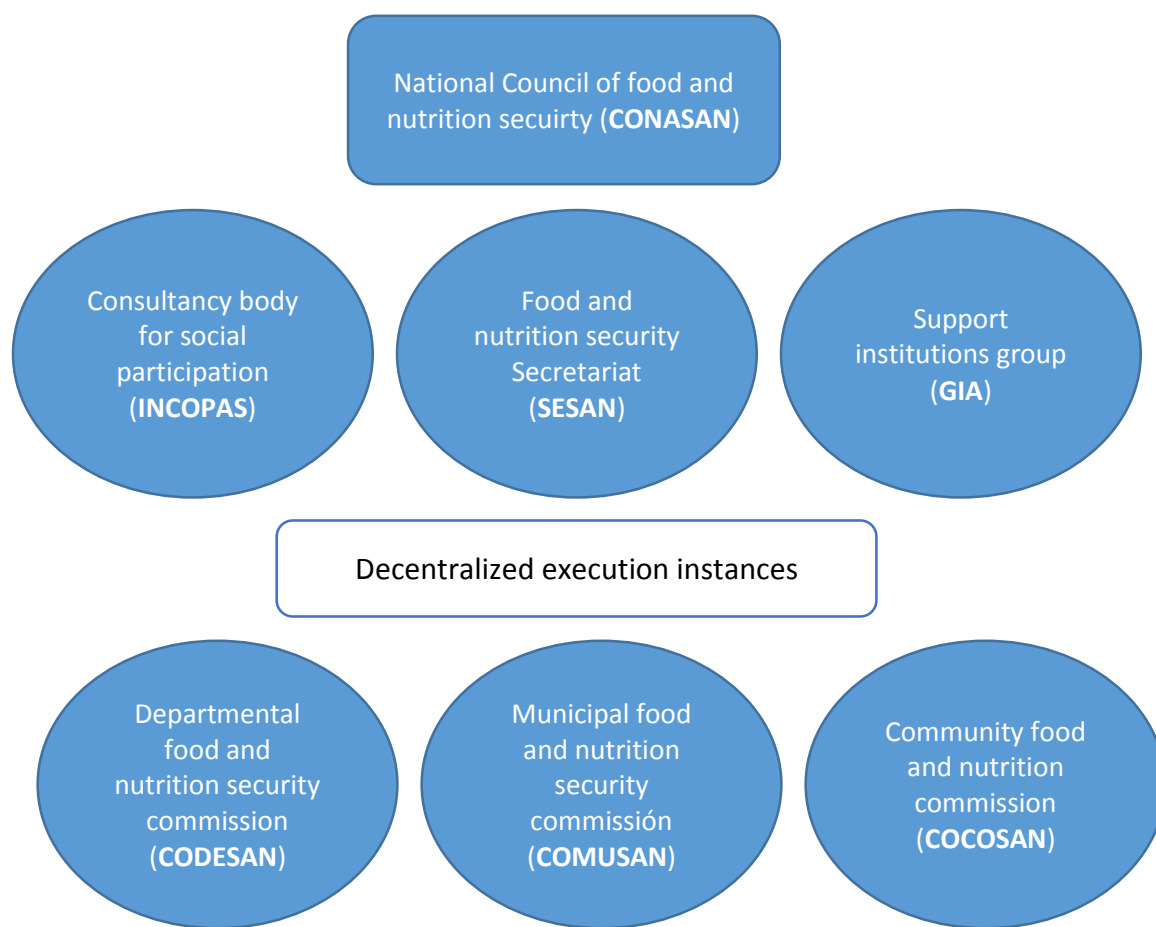 National Council of food and
nutrition secuirty (CONASAN)
Consultancy body
for social
participation
(INCOPAS)
Food and
nutrition security
Secretariat
(SESAN)
Support
institutions group
(GIA)
Decentralized execution instances
Departmental
food and
nutrition security
commission
(CODESAN)
Municipal food
and nutrition
security
commissión
(COMUSAN)
Community food
and nutrition
commission
(COCOSAN)